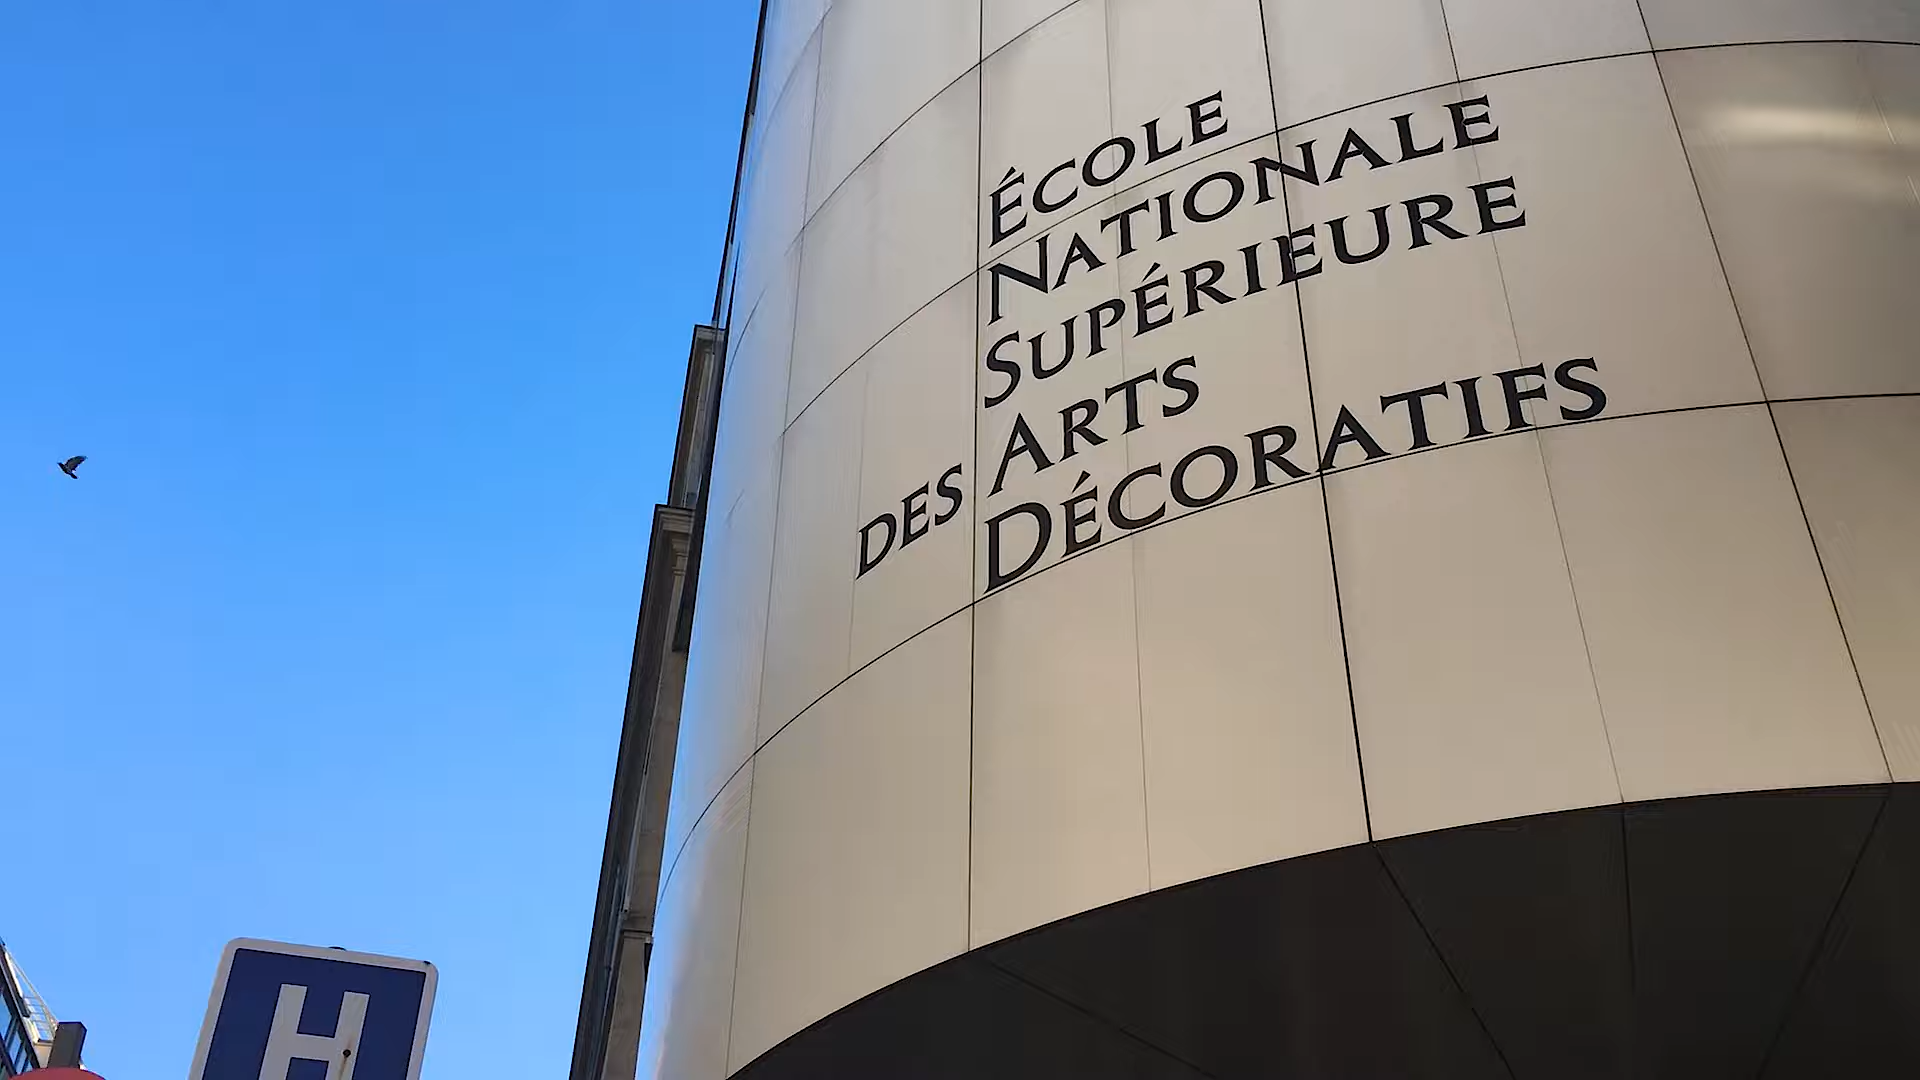 École
Nationale
Supérieure
des Arts
Décoratifs
H